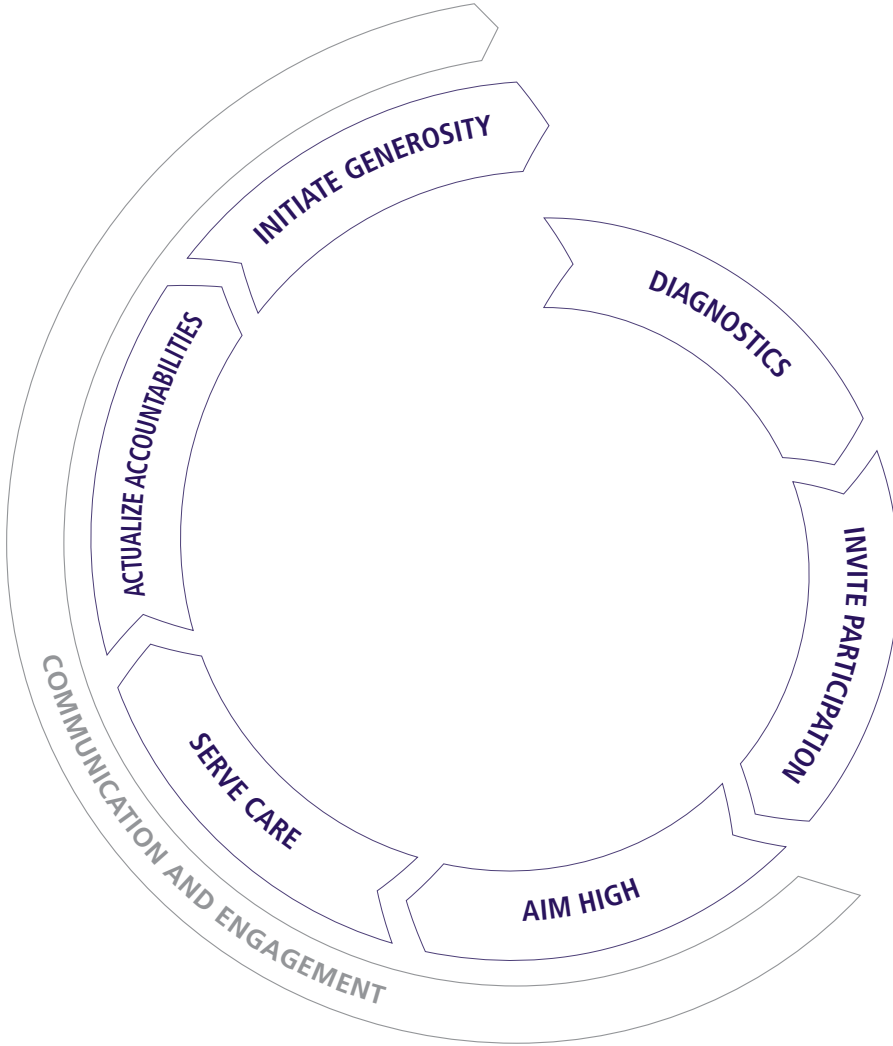 DIAGNOSTICS
INVITE PARTICIPATION
AIM HIGH
SERVE CARE
ACTUALIZE ACCOUNTABILITIES
INITIATE GENEROSITY
COMMUNICATION AND ENGAGEMENT